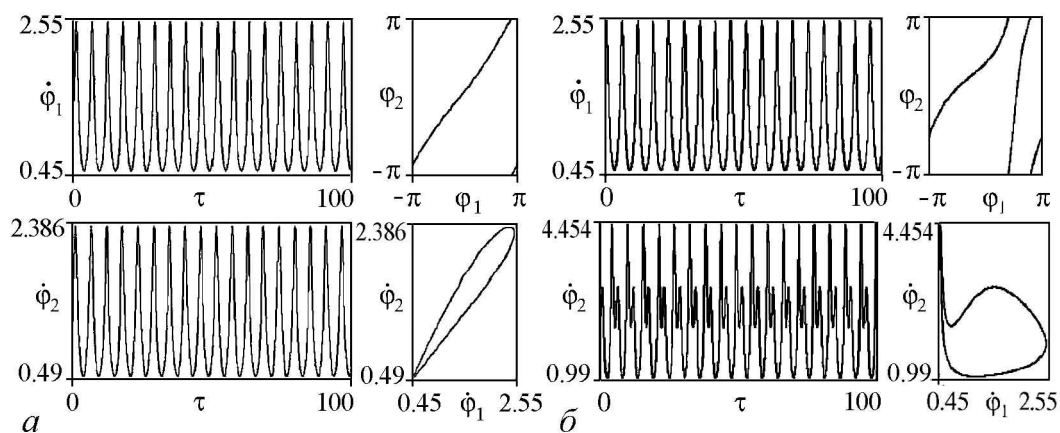 2.55 π 2.55 π
φ̇₁ φ₂ φ̇₁ φ₂
0.45 -π 0.45 -π
0 τ 100 -π φ₁ π 0 τ 100 -π φ₁ π
2.386 2.386 4.454 4.454
φ̇₂ φ̇₂ φ̇₂ φ̇₂
0.49 0.49 0.99 0.99
0 τ 100 0.45 φ̇₁ 2.55 0 τ 100 0.45 φ̇₁ 2.55
а б